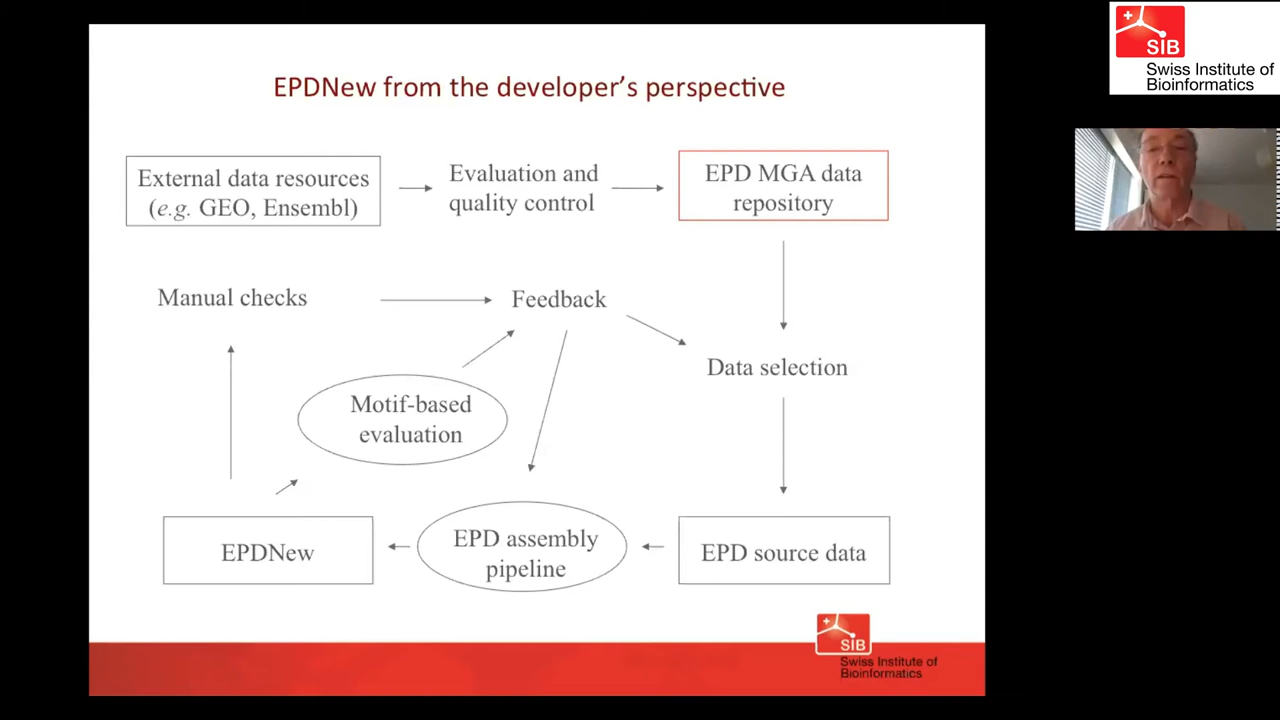 EPDNew from the developer's perspective
External data resources
(e.g. GEO, Ensembl)
Evaluation and
quality control
EPD MGA data
repository
Manual checks
Feedback
Data selection
Motif-based
evaluation
EPDNew
EPD assembly
pipeline
EPD source data
SIB
Swiss Institute of
Bioinformatics
SIB
Swiss Institute of
Bioinformatics